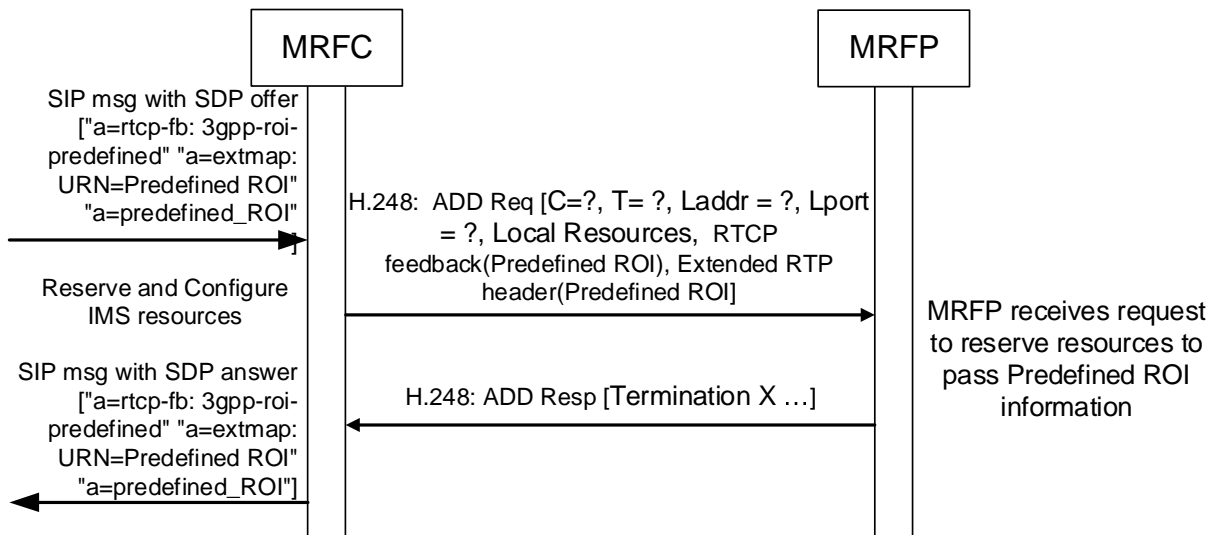 MRFC
MRFP
SIP msg with SDP offer
["a=rtcp-fb: 3gpp-roi-
predefined" "a=extmap:
URN=Predefined ROI"
"a=predefined_ROI"
]
H.248: ADD Req [C=?, T= ?, Laddr = ?, Lport
= ?, Local Resources, RTCP
feedback(Predefined ROI), Extended RTP
header(Predefined ROI]
Reserve and Configure
IMS resources
MRFP receives request
to reserve resources to
pass Predefined ROI
information
SIP msg with SDP answer
["a=rtcp-fb: 3gpp-roi-
predefined" "a=extmap:
URN=Predefined ROI"
"a=predefined_ROI"]
H.248: ADD Resp [Termination X …]